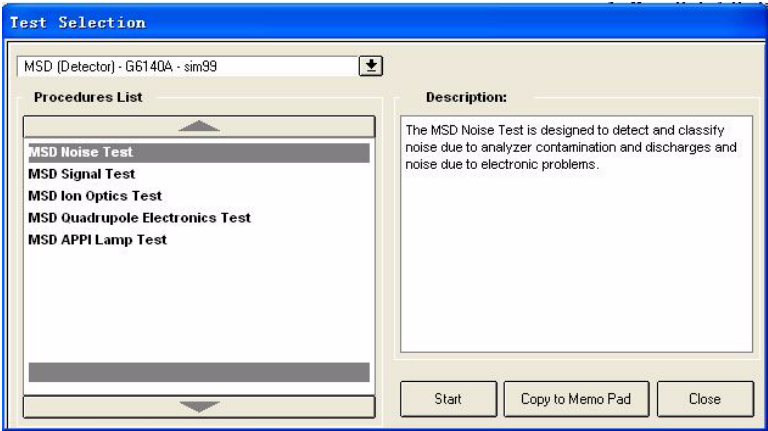 Test Selection
MSD (Detector) - G6140A - sim99
Procedures List
MSD Noise Test
MSD Signal Test
MSD Ion Optics Test
MSD Quadrupole Electronics Test
MSD APPI Lamp Test
Description:
The MSD Noise Test is designed to detect and classify
noise due to analyzer contamination and discharges and
noise due to electronic problems.
Start
Copy to Memo Pad
Close